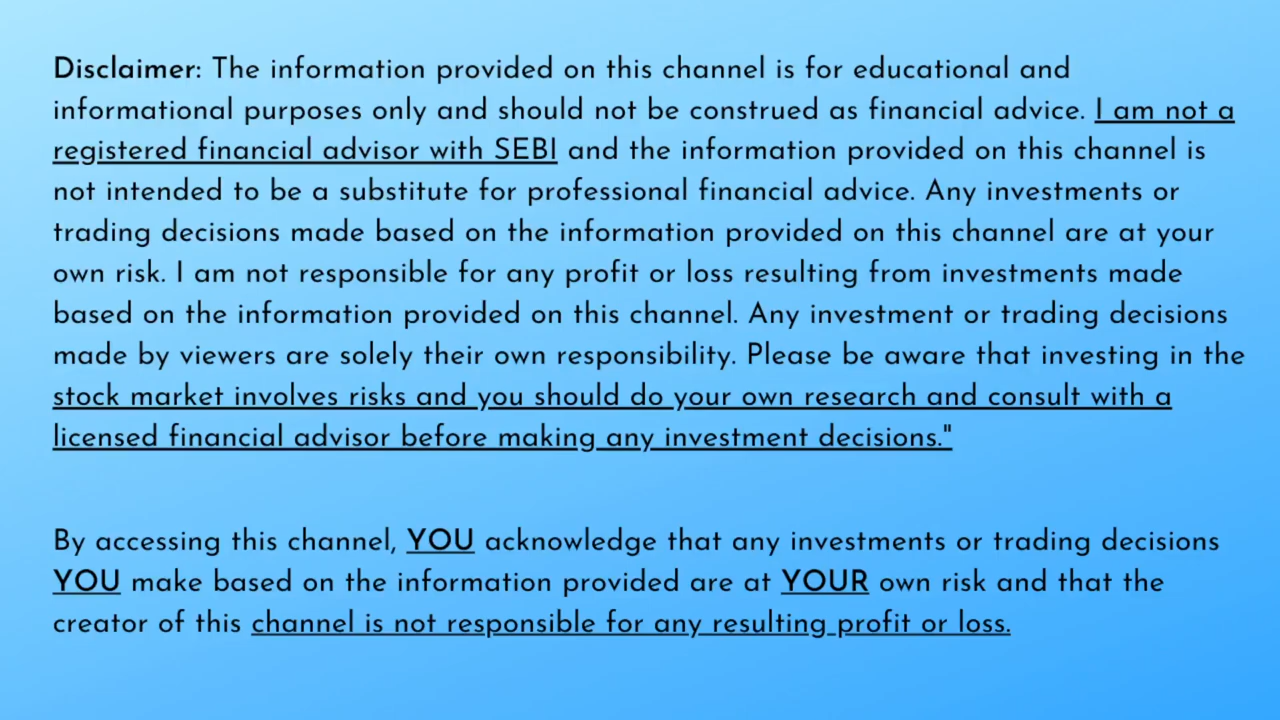 Disclaimer: The information provided on this channel is for educational and
informational purposes only and should not be construed as financial advice. I am not a
registered financial advisor with SEBI and the information provided on this channel is
not intended to be a substitute for professional financial advice. Any investments or
trading decisions made based on the information provided on this channel are at your
own risk. I am not responsible for any profit or loss resulting from investments made
based on the information provided on this channel. Any investment or trading decisions
made by viewers are solely their own responsibility. Please be aware that investing in the
stock market involves risks and you should do your own research and consult with a
licensed financial advisor before making any investment decisions."
By accessing this channel, YOU acknowledge that any investments or trading decisions
YOU make based on the information provided are at YOUR own risk and that the
creator of this channel is not responsible for any resulting profit or loss.